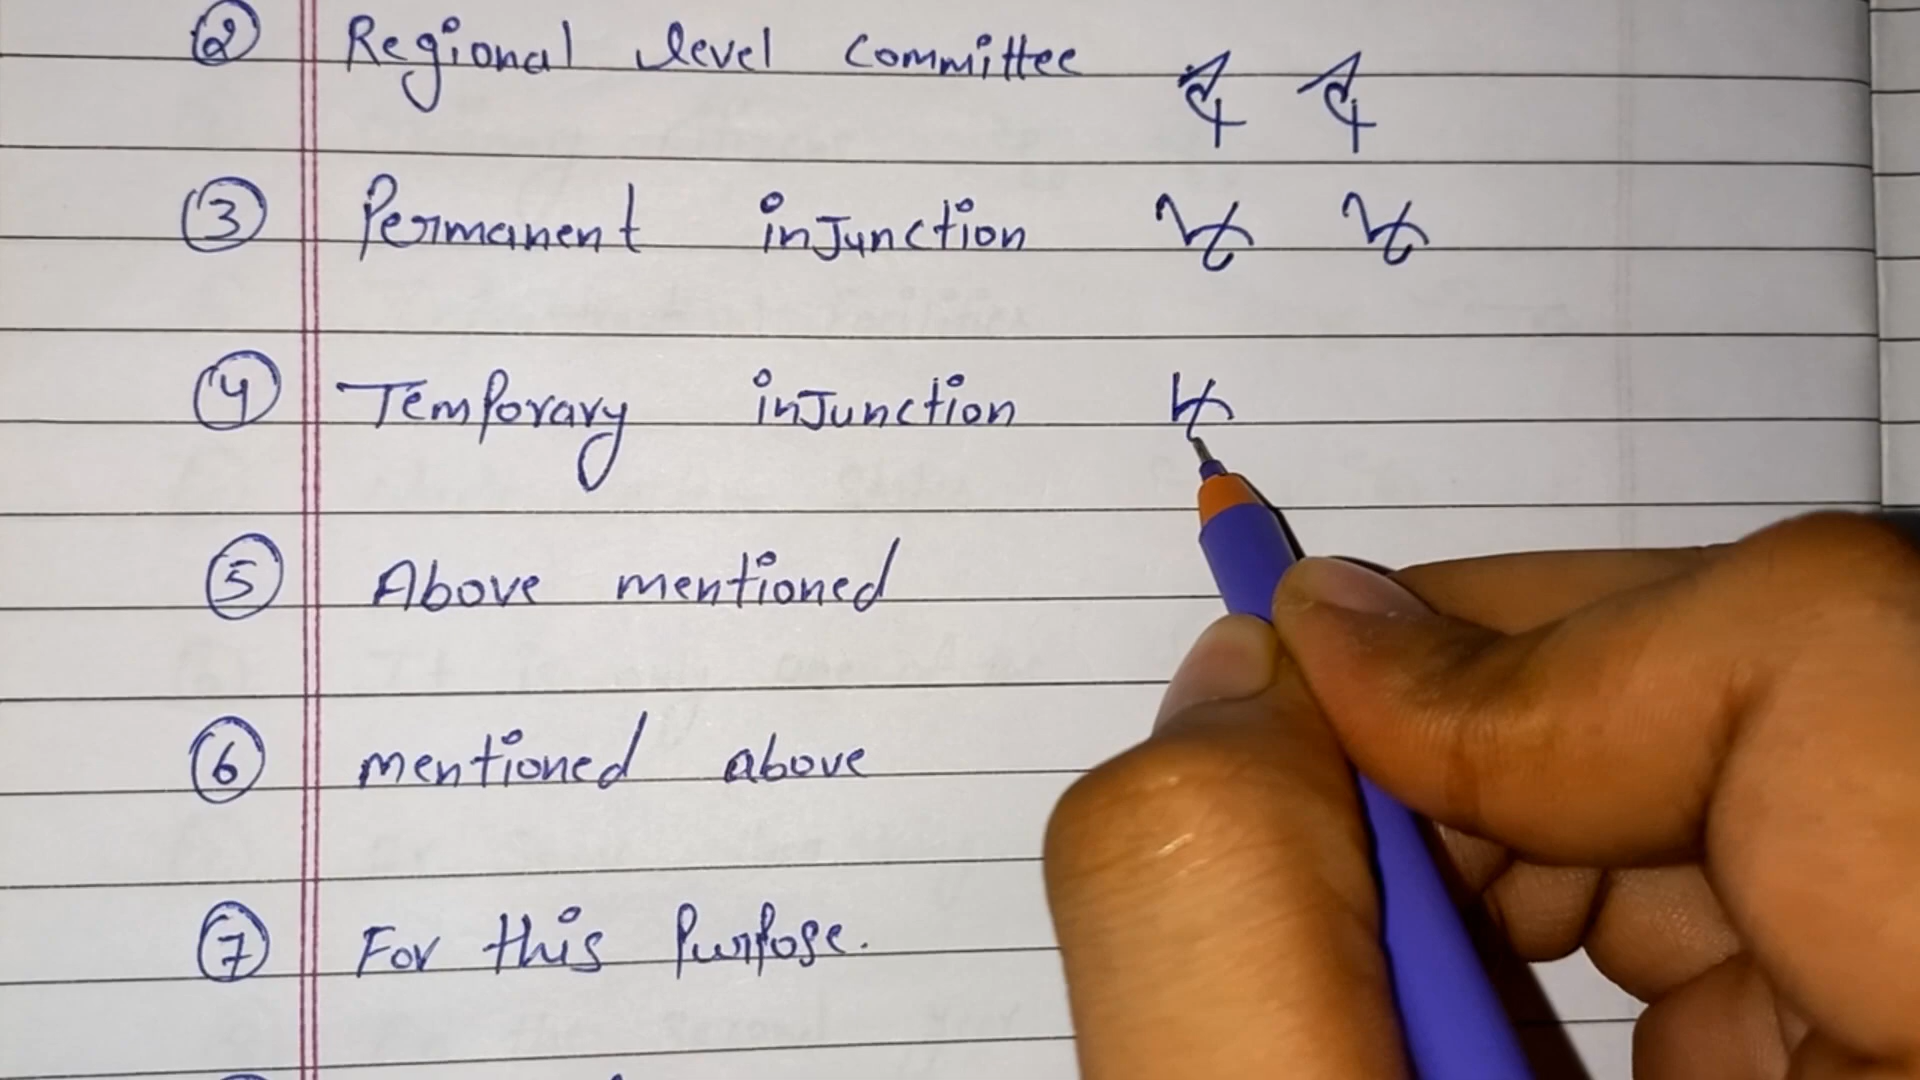 ② Regional level committee
③ Permanent injunction
④ Temporary injunction
⑤ Above mentioned
⑥ mentioned above
⑦ For this Purpose.